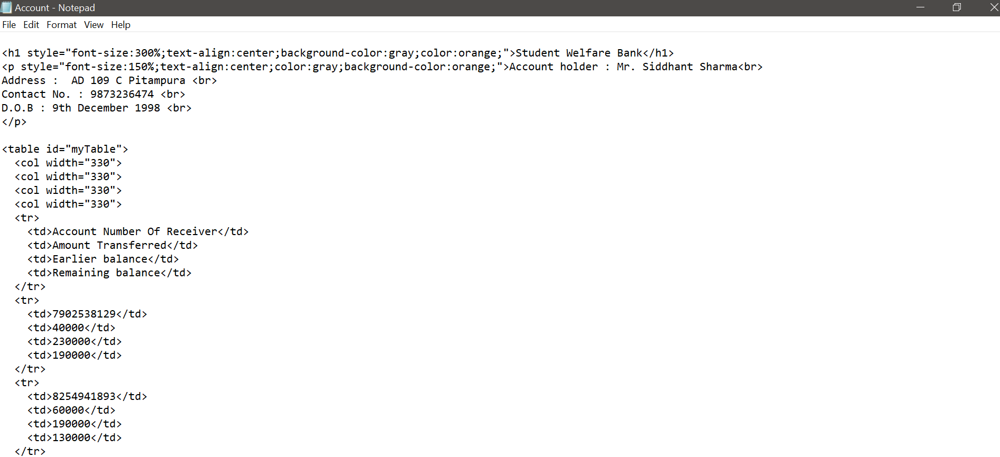 Account - Notepad
File Edit Format View Help
<h1 style="font-size:300%;text-align:center;background-color:gray;color:orange;">Student Welfare Bank</h1>
<p style="font-size:150%;text-align:center;color:gray;background-color:orange;">Account holder : Mr. Siddhant Sharma<br>
Address :  AD 109 C Pitampura <br>
Contact No. : 9873236474 <br>
D.O.B : 9th December 1998 <br>
</p>
<table id="myTable">
  <col width="330">
  <col width="330">
  <col width="330">
  <col width="330">
  <tr>
    <td>Account Number Of Receiver</td>
    <td>Amount Transferred</td>
    <td>Earlier balance</td>
    <td>Remaining balance</td>
  </tr>
  <tr>
    <td>7902538129</td>
    <td>40000</td>
    <td>230000</td>
    <td>190000</td>
  </tr>
  <tr>
    <td>8254941893</td>
    <td>60000</td>
    <td>190000</td>
    <td>130000</td>
  </tr>